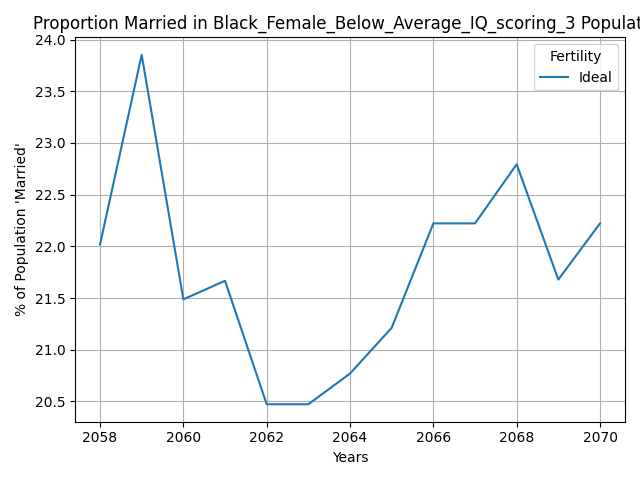 Proportion Married in Black_Female_Below_Average_IQ_scoring_3 Populat
Fertility
Ideal
24.0
23.5
23.0
22.5
22.0
21.5
21.0
20.5
% of Population 'Married'
2058 2060 2062 2064 2066 2068 2070
Years